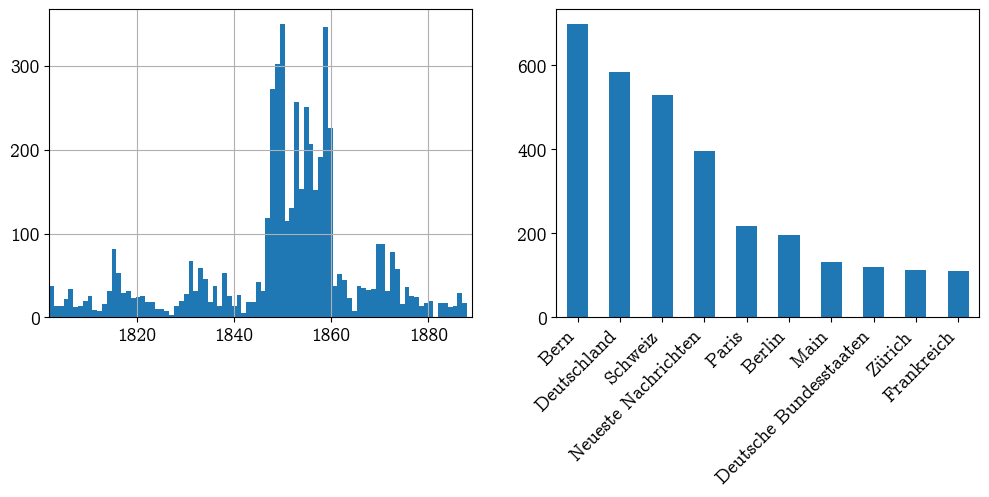 300
200
100
0
1820 1840 1860 1880
600
400
200
0
Bern
Deutschland
Schweiz
Neueste Nachrichten
Paris
Berlin
Main
Deutsche Bundesstaaten
Zürich
Frankreich